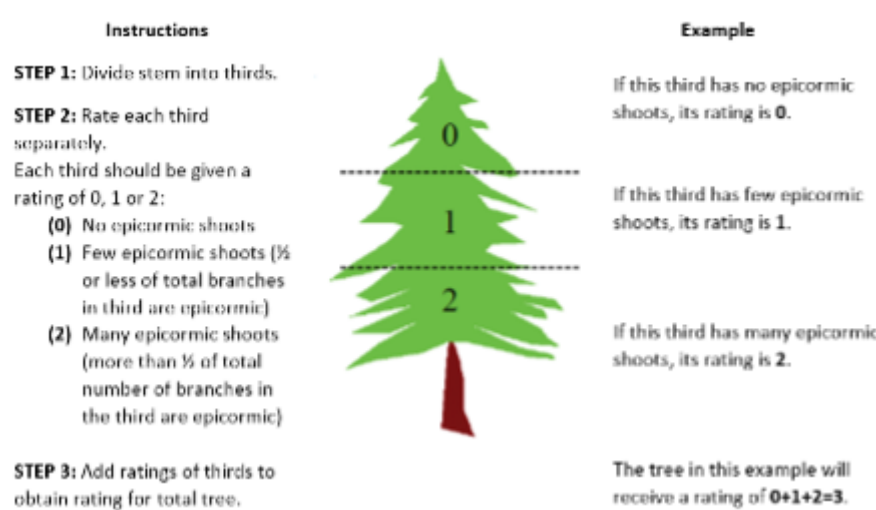 Instructions
STEP 1: Divide stem into thirds.
STEP 2: Rate each third
separately.
Each third should be given a
rating of 0, 1 or 2:
(0) No epicormic shoots
(1) Few epicormic shoots (½
or less of total branches
in third are epicormic)
(2) Many epicormic shoots
(more than ½ of total
number of branches in
the third are epicormic)
STEP 3: Add ratings of thirds to
obtain rating for total tree.
0
1
2
Example
If this third has no epicormic
shoots, its rating is 0.
If this third has few epicormic
shoots, its rating is 1.
If this third has many epicormic
shoots, its rating is 2.
The tree in this example will
receive a rating of 0+1+2=3.